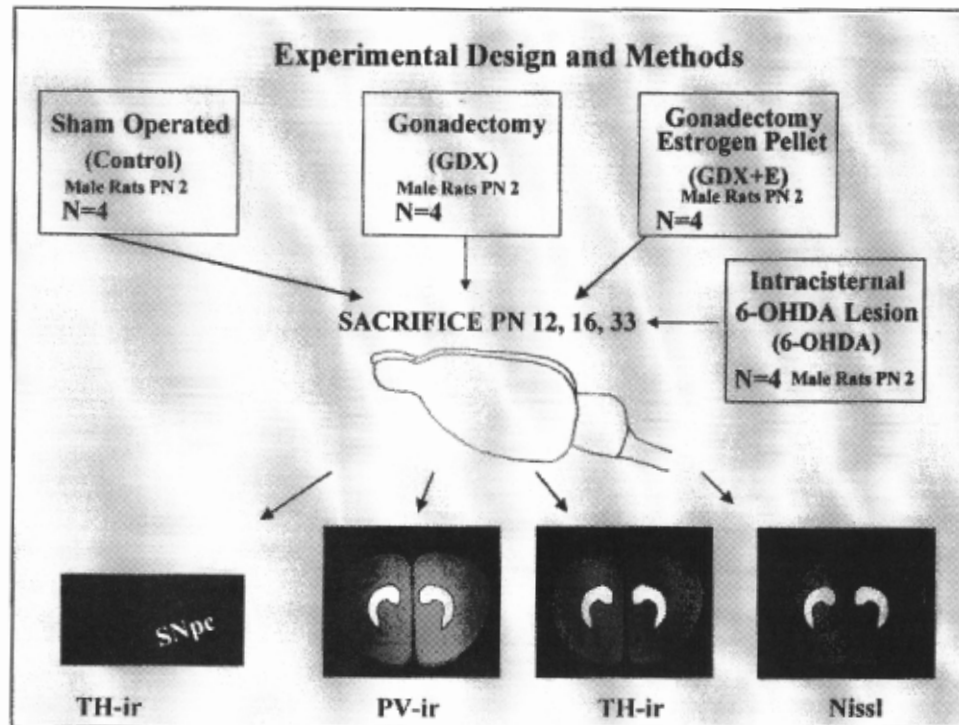 Experimental Design and Methods
Sham Operated
(Control)
Male Rats PN 2
N=4
Gonadectomy
(GDX)
Male Rats PN 2
N=4
Gonadectomy
Estrogen Pellet
(GDX+E)
Male Rats PN 2
N=4
Intracisternal
6-OHDA Lesion
(6-OHDA)
N=4 Male Rats PN 2
SACRIFICE PN 12, 16, 33
SNpc
TH-ir
PV-ir
TH-ir
Nissl